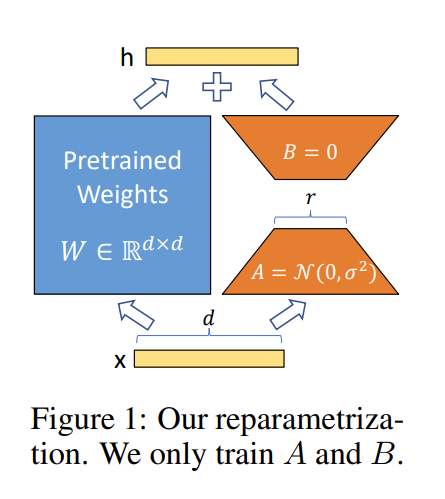 h
Pretrained
Weights
W ∈ ℝ^{d×d}
B = 0
r
A = 𝒩(0, σ²)
d
x
Figure 1: Our reparametriza-
tion. We only train A and B.